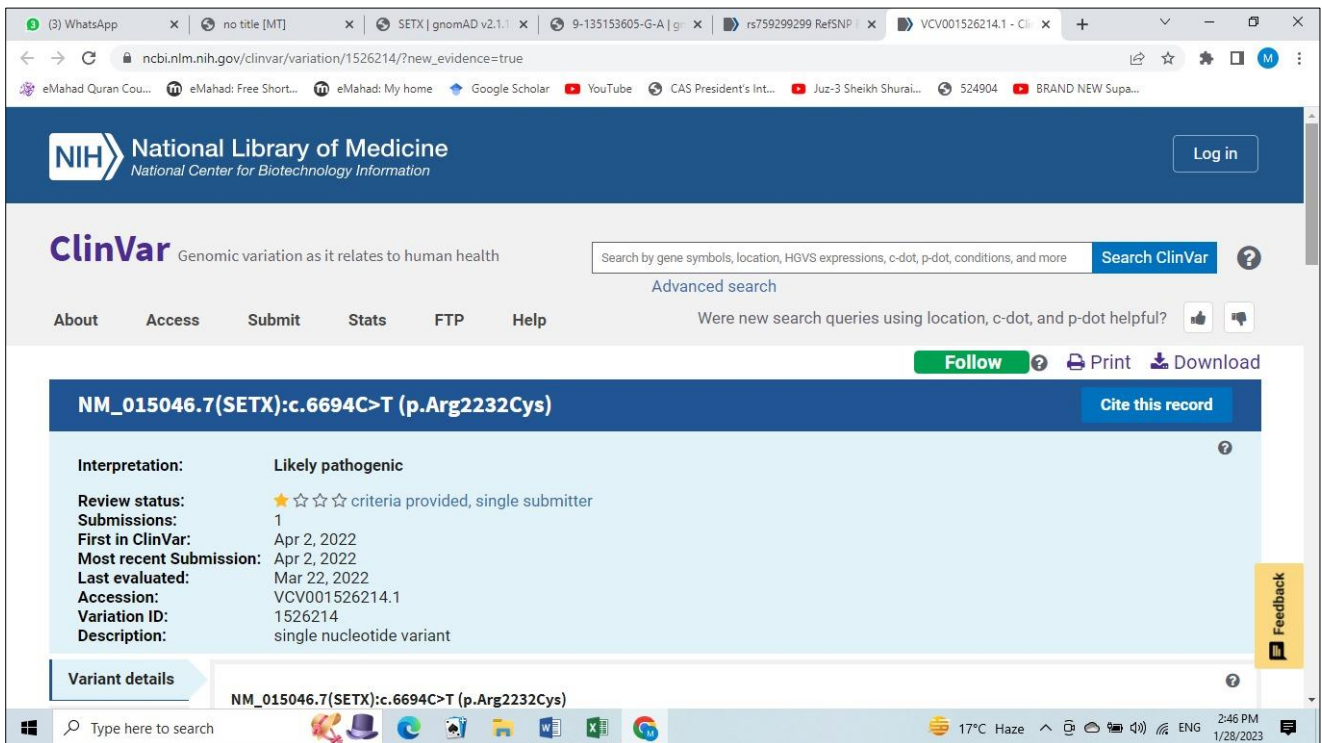 (3) WhatsApp
no title [MT]
SETX | gnomAD v2.1.1
9-135153605-G-A | gn
rs759299299 RefSNP
VCV001526214.1 - Cli
ncbi.nlm.nih.gov/clinvar/variation/1526214/?new_evidence=true
M
eMahad Quran Cou... eMahad: Free Short... eMahad: My home Google Scholar YouTube CAS President's Int... Juz-3 Sheikh Shurai... 524904 BRAND NEW Supa...
NIH National Library of Medicine
National Center for Biotechnology Information
Log in
ClinVar Genomic variation as it relates to human health
Search by gene symbols, location, HGVS expressions, c-dot, p-dot, conditions, and more
Search ClinVar
?
Advanced search
About Access Submit Stats FTP Help
Were new search queries using location, c-dot, and p-dot helpful?
Follow ? Print Download
NM_015046.7(SETX):c.6694C>T (p.Arg2232Cys)
Cite this record
?
Interpretation: Likely pathogenic
Review status: criteria provided, single submitter
Submissions: 1
First in ClinVar: Apr 2, 2022
Most recent Submission: Apr 2, 2022
Last evaluated: Mar 22, 2022
Accession: VCV001526214.1
Variation ID: 1526214
Description: single nucleotide variant
Feedback
Variant details
?
NM_015046.7(SETX):c.6694C>T (p.Arg2232Cys)
Type here to search
17°C Haze
ENG
2:46 PM
1/28/2023